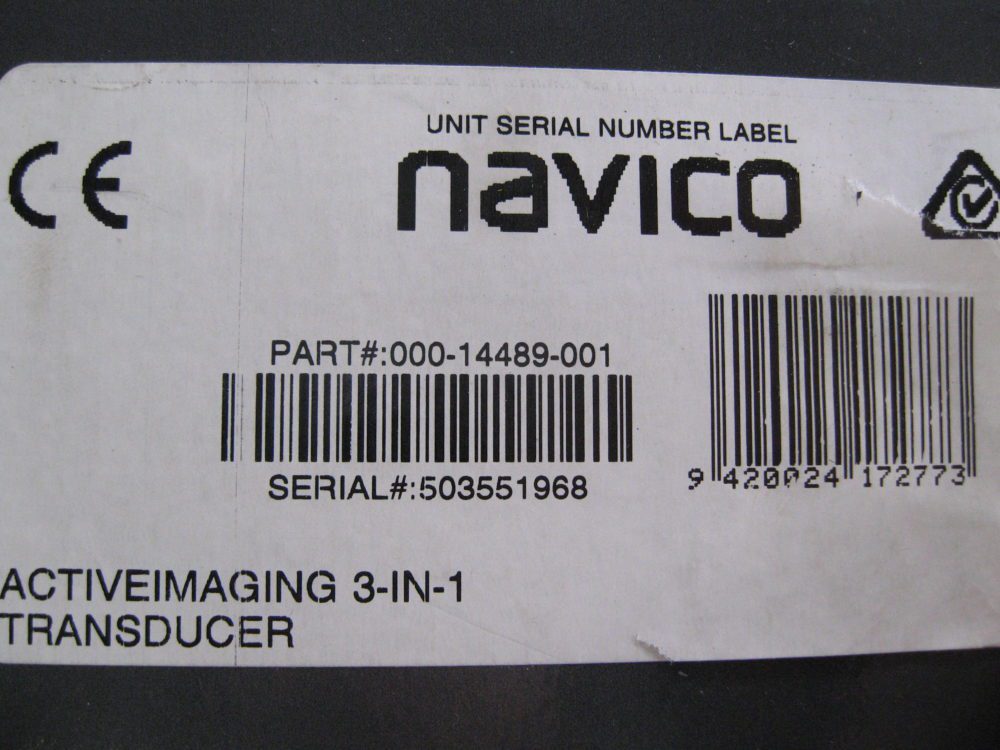 UNIT SERIAL NUMBER LABEL
CE
navico
PART#:000-14489-001
SERIAL#:503551968
9 420024 172773
ACTIVEIMAGING 3-IN-1
TRANSDUCER